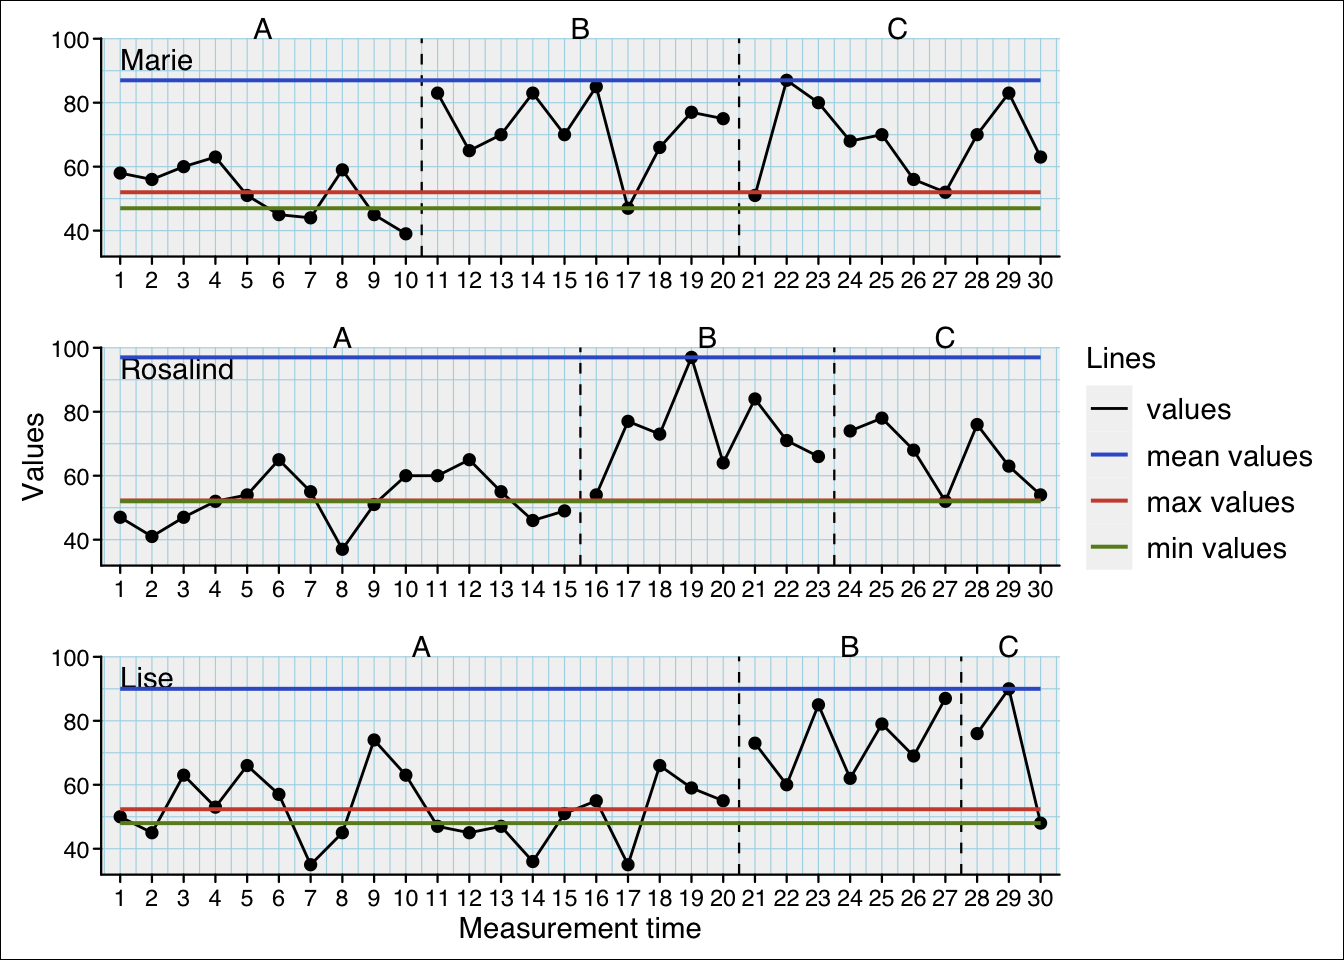 A B C
100
Marie
80
60
40
1 2 3 4 5 6 7 8 9 10 11 12 13 14 15 16 17 18 19 20 21 22 23 24 25 26 27 28 29 30
A B C
100
Rosalind
80
60
40
1 2 3 4 5 6 7 8 9 10 11 12 13 14 15 16 17 18 19 20 21 22 23 24 25 26 27 28 29 30
A B C
100
Lise
80
60
40
1 2 3 4 5 6 7 8 9 10 11 12 13 14 15 16 17 18 19 20 21 22 23 24 25 26 27 28 29 30
Values
Measurement time
Lines
values
mean values
max values
min values